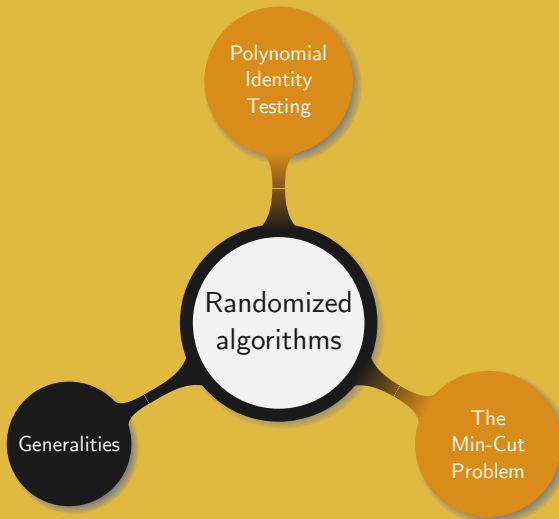 Polynomial
Identity
Testing
Randomized
algorithms
Generalities
The
Min-Cut
Problem